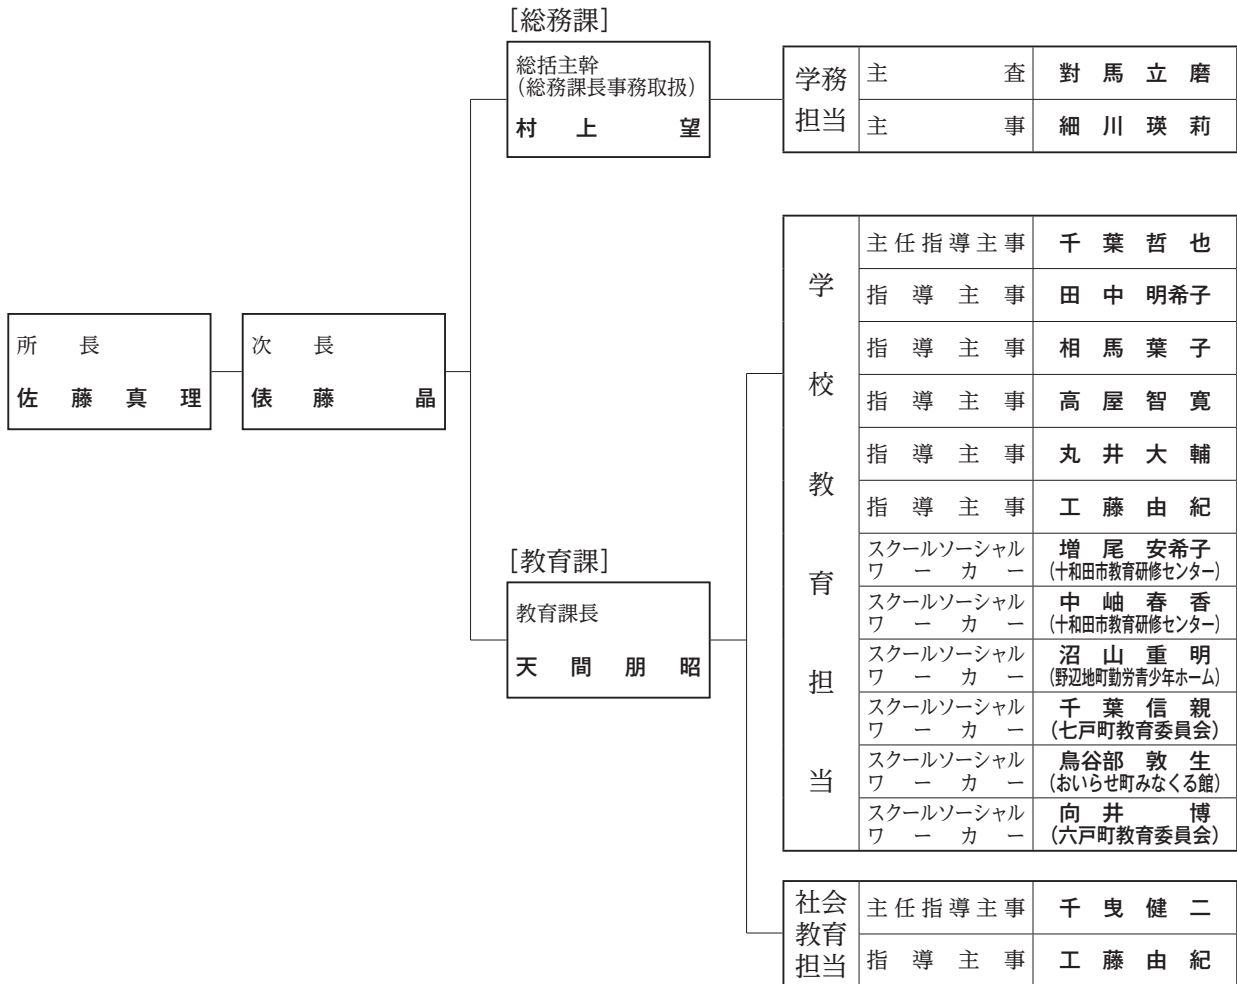 [総務課]
総括主幹
(総務課長事務取扱)
村上 望
学務
担当
主査 對馬立磨
主事 細川瑛莉
所長
佐藤真理
次長
俵藤 晶
[教育課]
教育課長
天間朋昭
学校教育担当
主任指導主事 千葉哲也
指導主事 田中明希子
指導主事 相馬葉子
指導主事 高屋智寛
指導主事 丸井大輔
指導主事 工藤由紀
スクールソーシャル
ワーカー
増尾安希子
(十和田市教育研修センター)
スクールソーシャル
ワーカー
中岫春香
(十和田市教育研修センター)
スクールソーシャル
ワーカー
沼山重明
(野辺地町勤労青少年ホーム)
スクールソーシャル
ワーカー
千葉信親
(七戸町教育委員会)
スクールソーシャル
ワーカー
鳥谷部敦生
(おいらせ町みなくる館)
スクールソーシャル
ワーカー
向井 博
(六戸町教育委員会)
社会
教育
担当
主任指導主事 千曳健二
指導主事 工藤由紀